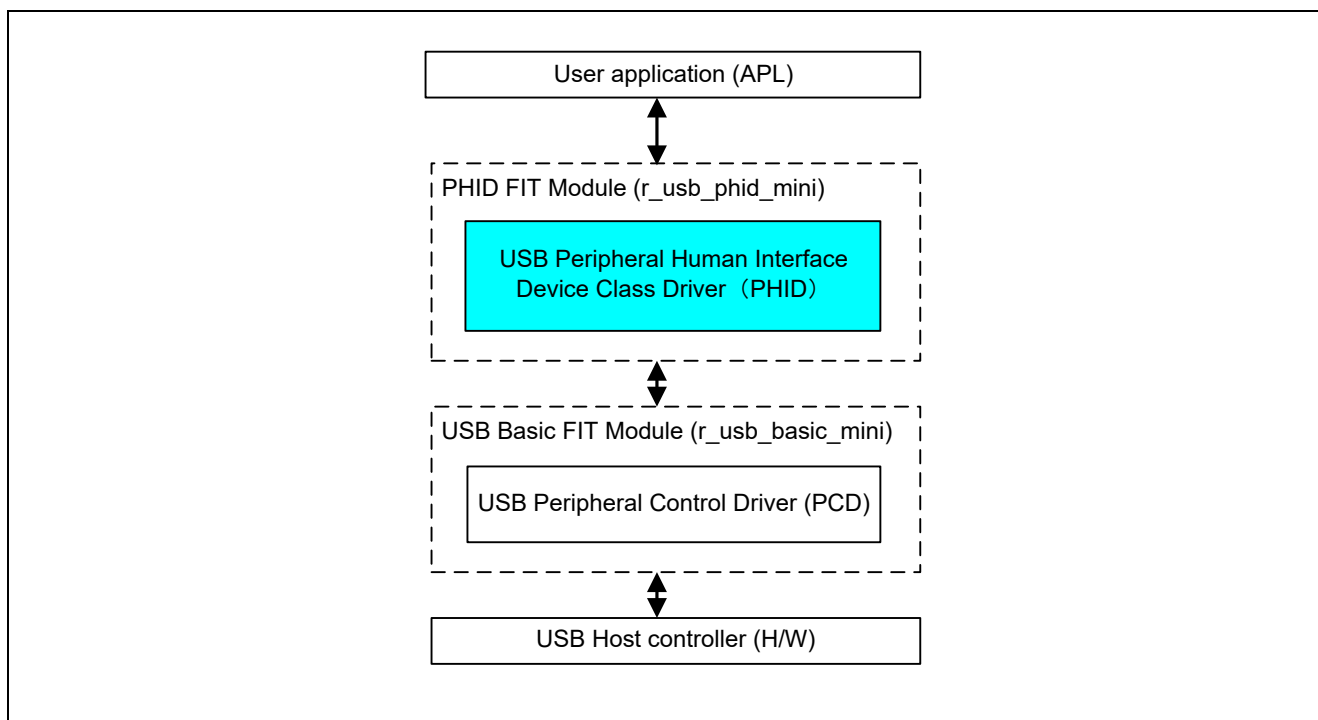 User application (APL)
PHID FIT Module (r_usb_phid_mini)
USB Peripheral Human Interface
Device Class Driver（PHID）
USB Basic FIT Module (r_usb_basic_mini)
USB Peripheral Control Driver (PCD)
USB Host controller (H/W)